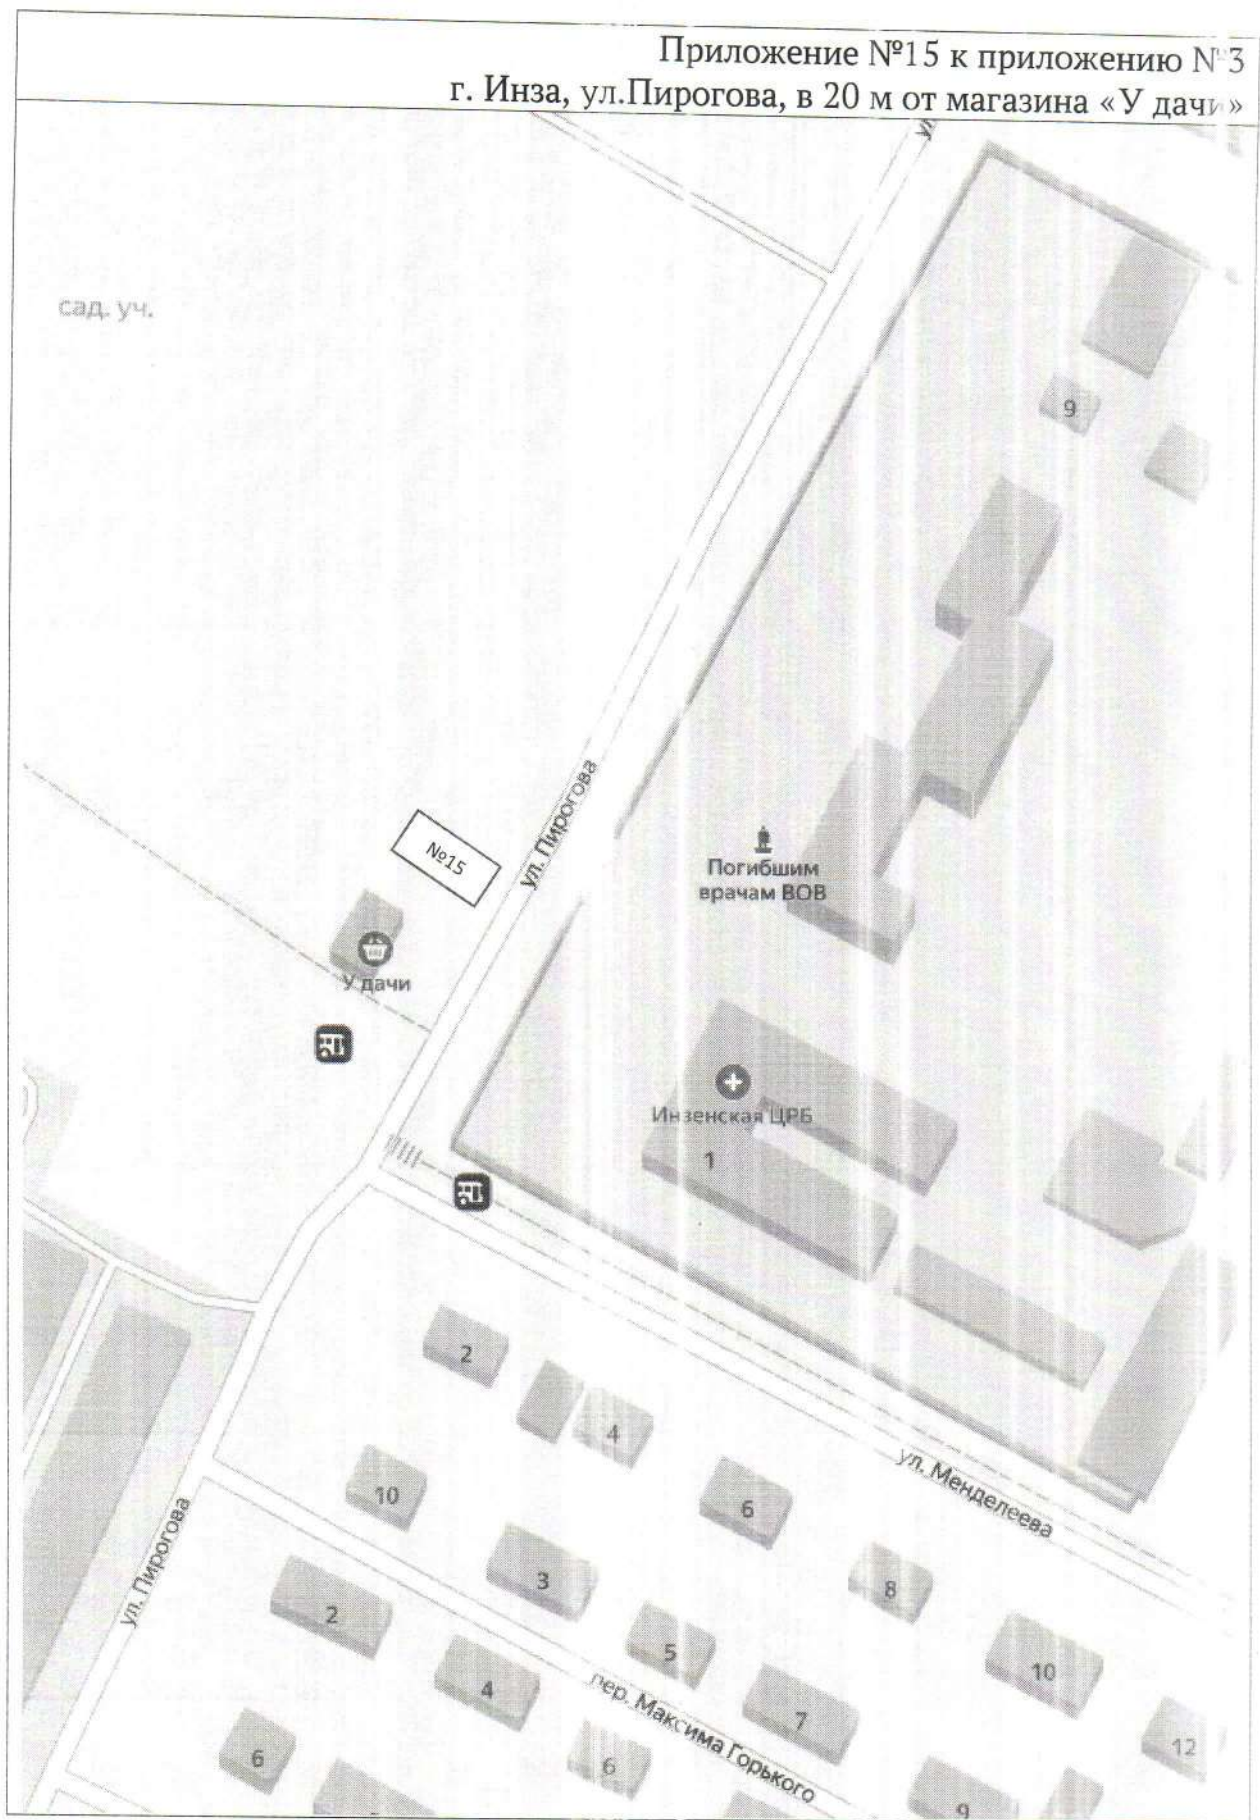 Приложение №15 к приложению №3
г. Инза, ул.Пирогова, в 20 м от магазина «У дачи»
сад. уч.
9
ул. Пирогова
№15
Погибшим
врачам ВОВ
У дачи
Инзенская ЦРБ
1
2
4
ул. Менделеева
10
6
ул. Пирогова
3
8
2
5
10
4
пер. Максима Горького
7
12
6
6
9